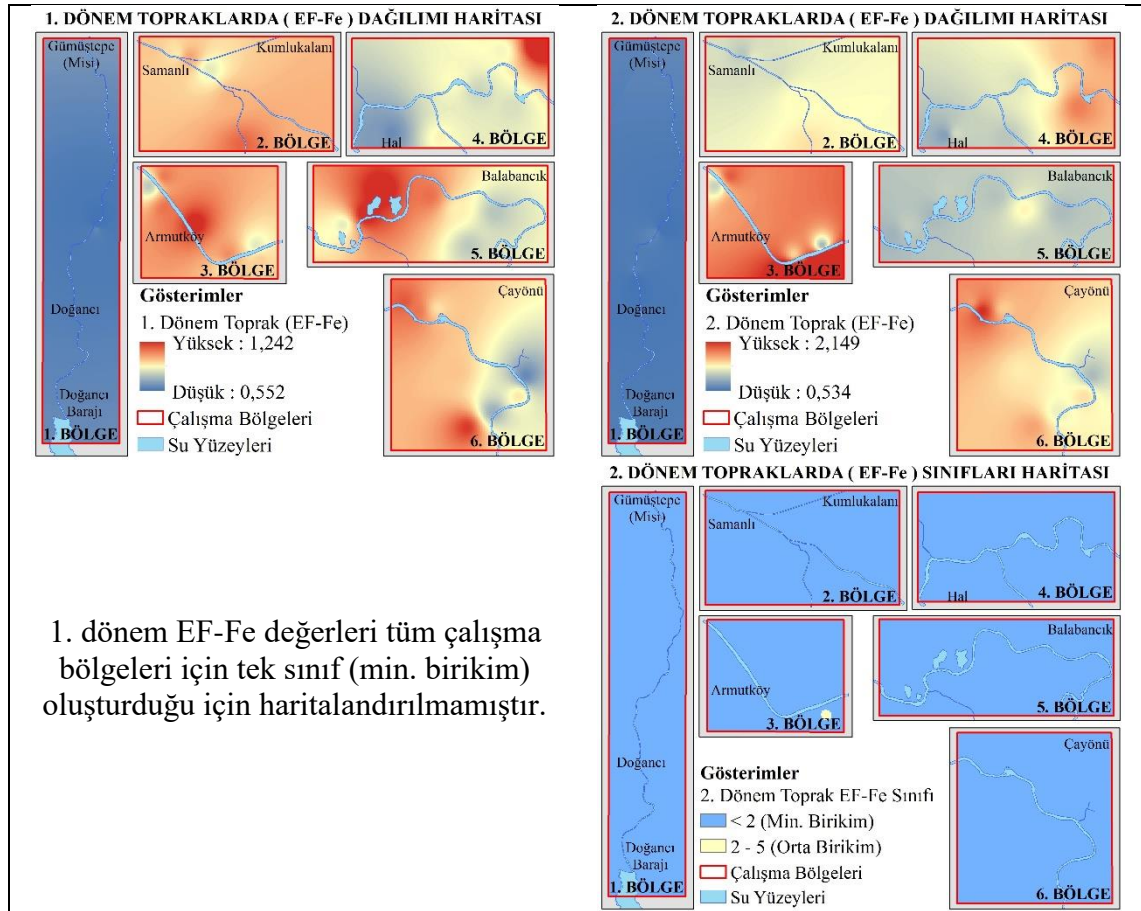 1. DÖNEM TOPRAKLARDA ( EF-Fe ) DAĞILIMI HARİTASI
Gümüştepe
(Misi)
Doğancı
Doğancı
Barajı
1. BÖLGE
Kumlukalanı
Samanlı
2. BÖLGE
Hal
4. BÖLGE
Armutköy
3. BÖLGE
Balabancık
5. BÖLGE
Gösterimler
1. Dönem Toprak (EF-Fe)
Yüksek : 1,242
Düşük : 0,552
Çalışma Bölgeleri
Su Yüzeyleri
Çayönü
6. BÖLGE
2. DÖNEM TOPRAKLARDA ( EF-Fe ) DAĞILIMI HARİTASI
Gümüştepe
(Misi)
Doğancı
Doğancı
Barajı
1. BÖLGE
Kumlukalanı
Samanlı
2. BÖLGE
Hal
4. BÖLGE
Armutköy
3. BÖLGE
Balabancık
5. BÖLGE
Gösterimler
2. Dönem Toprak (EF-Fe)
Yüksek : 2,149
Düşük : 0,534
Çalışma Bölgeleri
Su Yüzeyleri
Çayönü
6. BÖLGE
1. dönem EF-Fe değerleri tüm çalışma
bölgeleri için tek sınıf (min. birikim)
oluşturduğu için haritalandırılmamıştır.
2. DÖNEM TOPRAKLARDA ( EF-Fe ) SINIFLARI HARİTASI
Gümüştepe
(Misi)
Doğancı
Doğancı
Barajı
1. BÖLGE
Kumlukalanı
Samanlı
2. BÖLGE
Hal
4. BÖLGE
Armutköy
3. BÖLGE
Balabancık
5. BÖLGE
Gösterimler
2. Dönem Toprak EF-Fe Sınıfı
< 2 (Min. Birikim)
2 - 5 (Orta Birikim)
Çalışma Bölgeleri
Su Yüzeyleri
Çayönü
6. BÖLGE